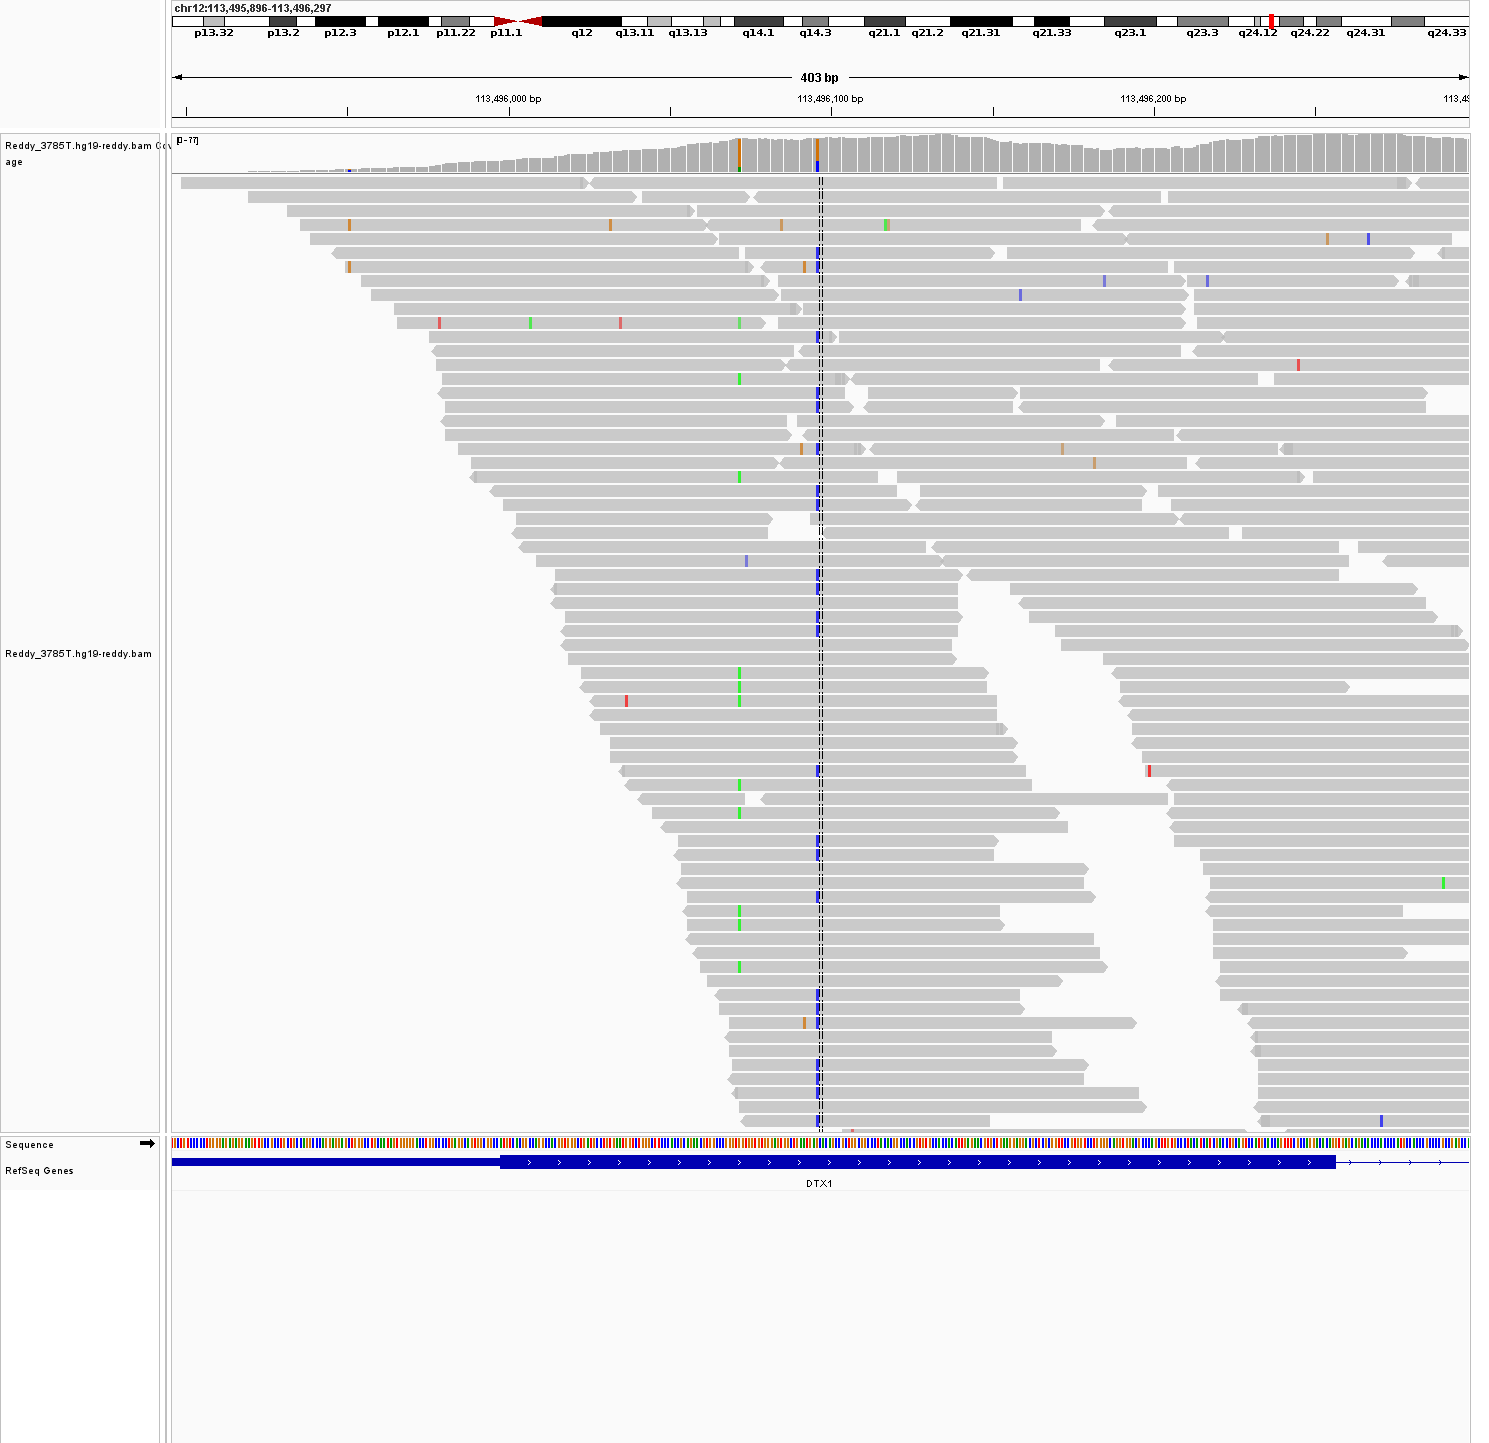 chr12:113,495,896-113,496,297
p13.32 p13.2 p12.3 p12.1 p11.22 p11.1 q12 q13.11 q13.13 q14.1 q14.3 q21.1 q21.2 q21.31 q21.33 q23.1 q23.3 q24.12 q24.22 q24.31 q24.33
403 bp
113,496,000 bp 113,496,100 bp 113,496,200 bp 113,49
Reddy_3785T.hg19-reddy.bam Cov
age
[0-77]
Reddy_3785T.hg19-reddy.bam
Sequence
RefSeq Genes
DTX1